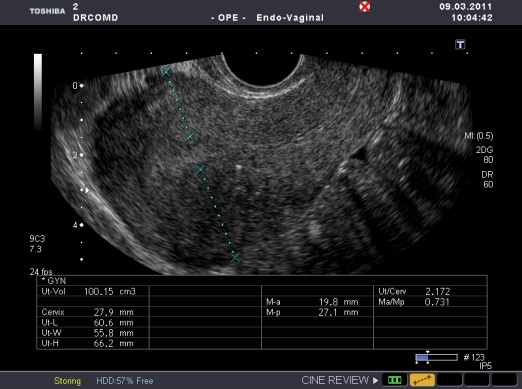 TOSHIBA 2 09.03.2011
DRCOMD - OPE - Endo-Vaginal 10:04:42
T
0
MI: (0.5)
2DG
80
2
DR
60
4
9C3
7.3
24 fps
* GYN
Ut-Vol 100.15 cm3 Ut/Cerv 2.172
M-a 19.8 mm Ma/Mp 0.731
Cervix 27.9 mm M-p 27.1 mm
Ut-L 60.6 mm
Ut-W 55.8 mm
Ut-H 66.2 mm
# 123
IP5
Storing HDD:57% Free CINE REVIEW